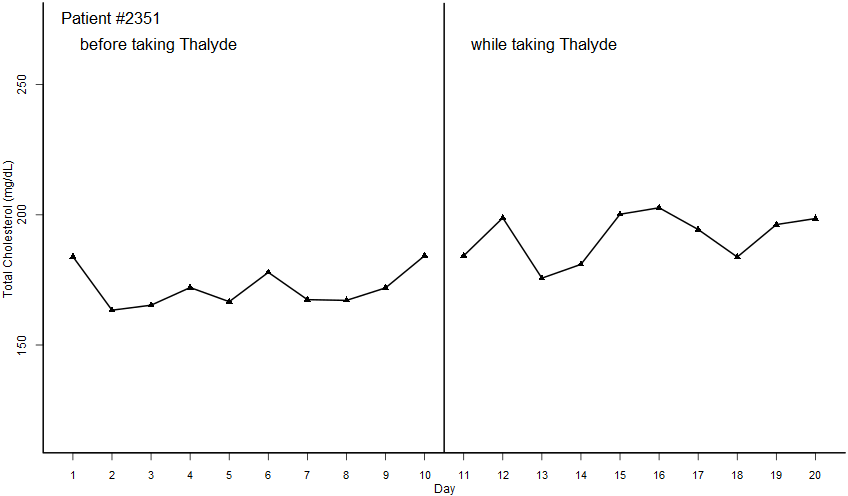 Patient #2351
before taking Thalyde
while taking Thalyde
Total Cholesterol (mg/dL)
250
200
150
1 2 3 4 5 6 7 8 9 10 11 12 13 14 15 16 17 18 19 20
Day